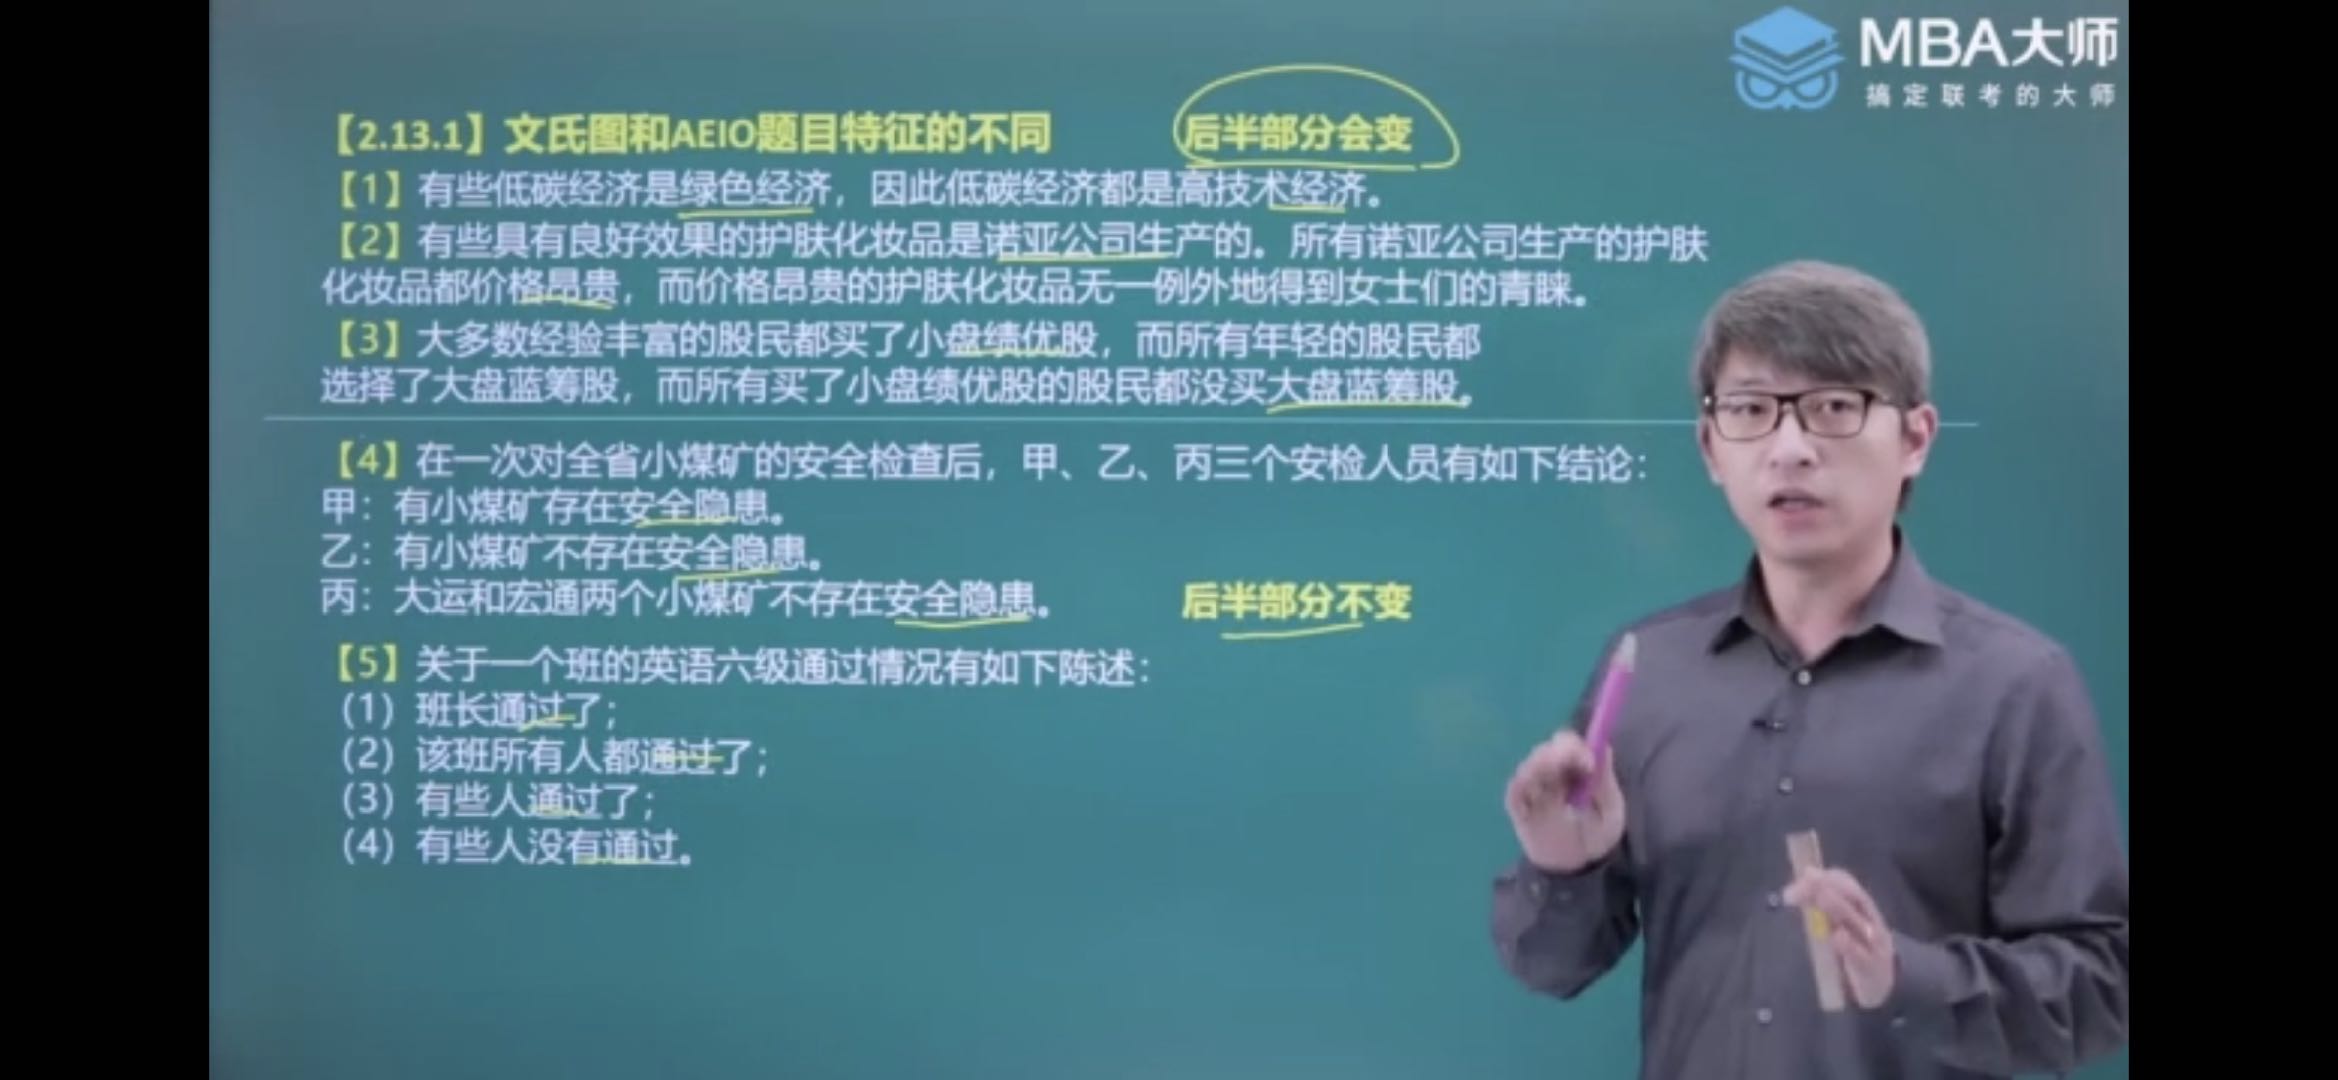 MBA大师
搞定联考的大师
【2.13.1】文氏图和AEIO题目特征的不同 后半部分会变
【1】有些低碳经济是绿色经济，因此低碳经济都是高技术经济。
【2】有些具有良好效果的护肤化妆品是诺亚公司生产的。所有诺亚公司生产的护肤
化妆品都价格昂贵，而价格昂贵的护肤化妆品无一例外地得到女士们的青睐。
【3】大多数经验丰富的股民都买了小盘绩优股，而所有年轻的股民都
选择了大盘蓝筹股，而所有买了小盘绩优股的股民都没买大盘蓝筹股。
【4】在一次对全省小煤矿的安全检查后，甲、乙、丙三个安检人员有如下结论：
甲：有小煤矿存在安全隐患。
乙：有小煤矿不存在安全隐患。
丙：大运和宏通两个小煤矿不存在安全隐患。 后半部分不变
【5】关于一个班的英语六级通过情况有如下陈述：
（1）班长通过了；
（2）该班所有人都通过了；
（3）有些人通过了；
（4）有些人没有通过。